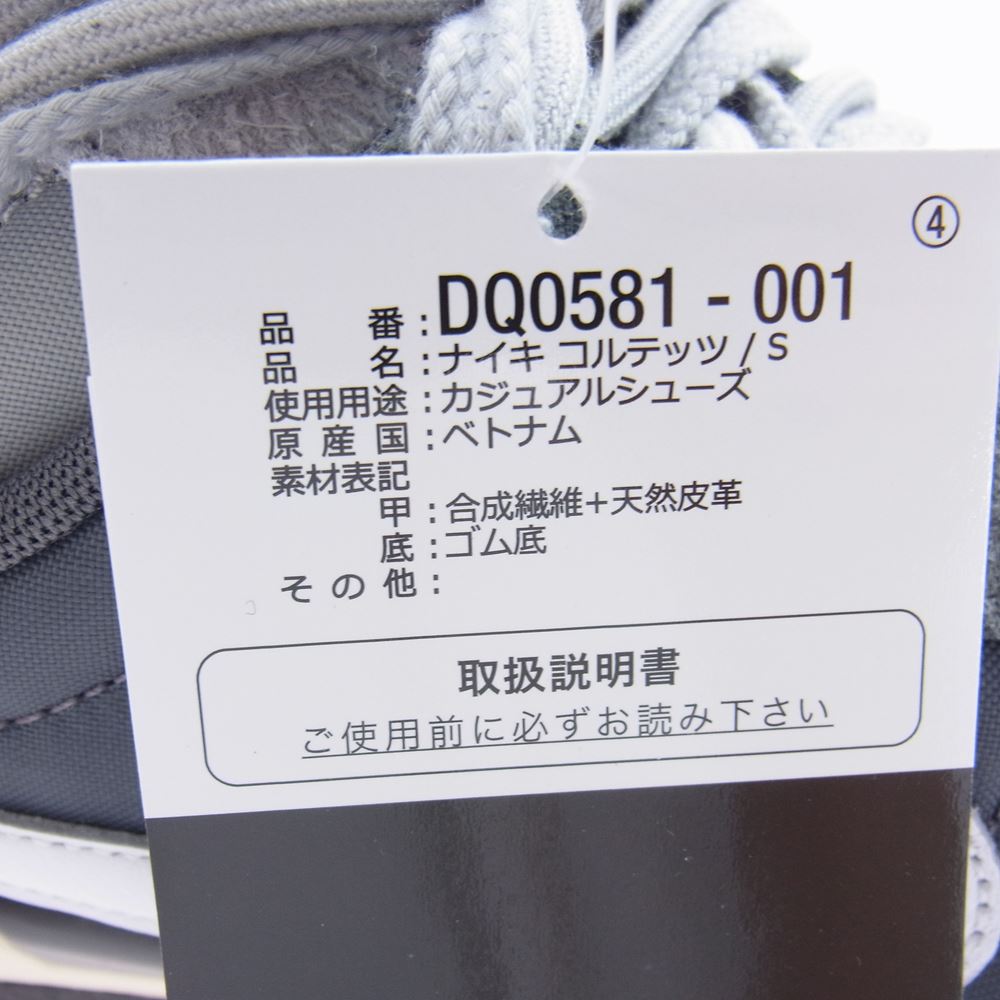 ④
品番：DQ0581 - 001
品名：ナイキ コルテッツ / S
使用用途：カジュアルシューズ
原産国：ベトナム
素材表記
甲：合成繊維＋天然皮革
底：ゴム底
その他：
取扱説明書
ご使用前に必ずお読み下さい